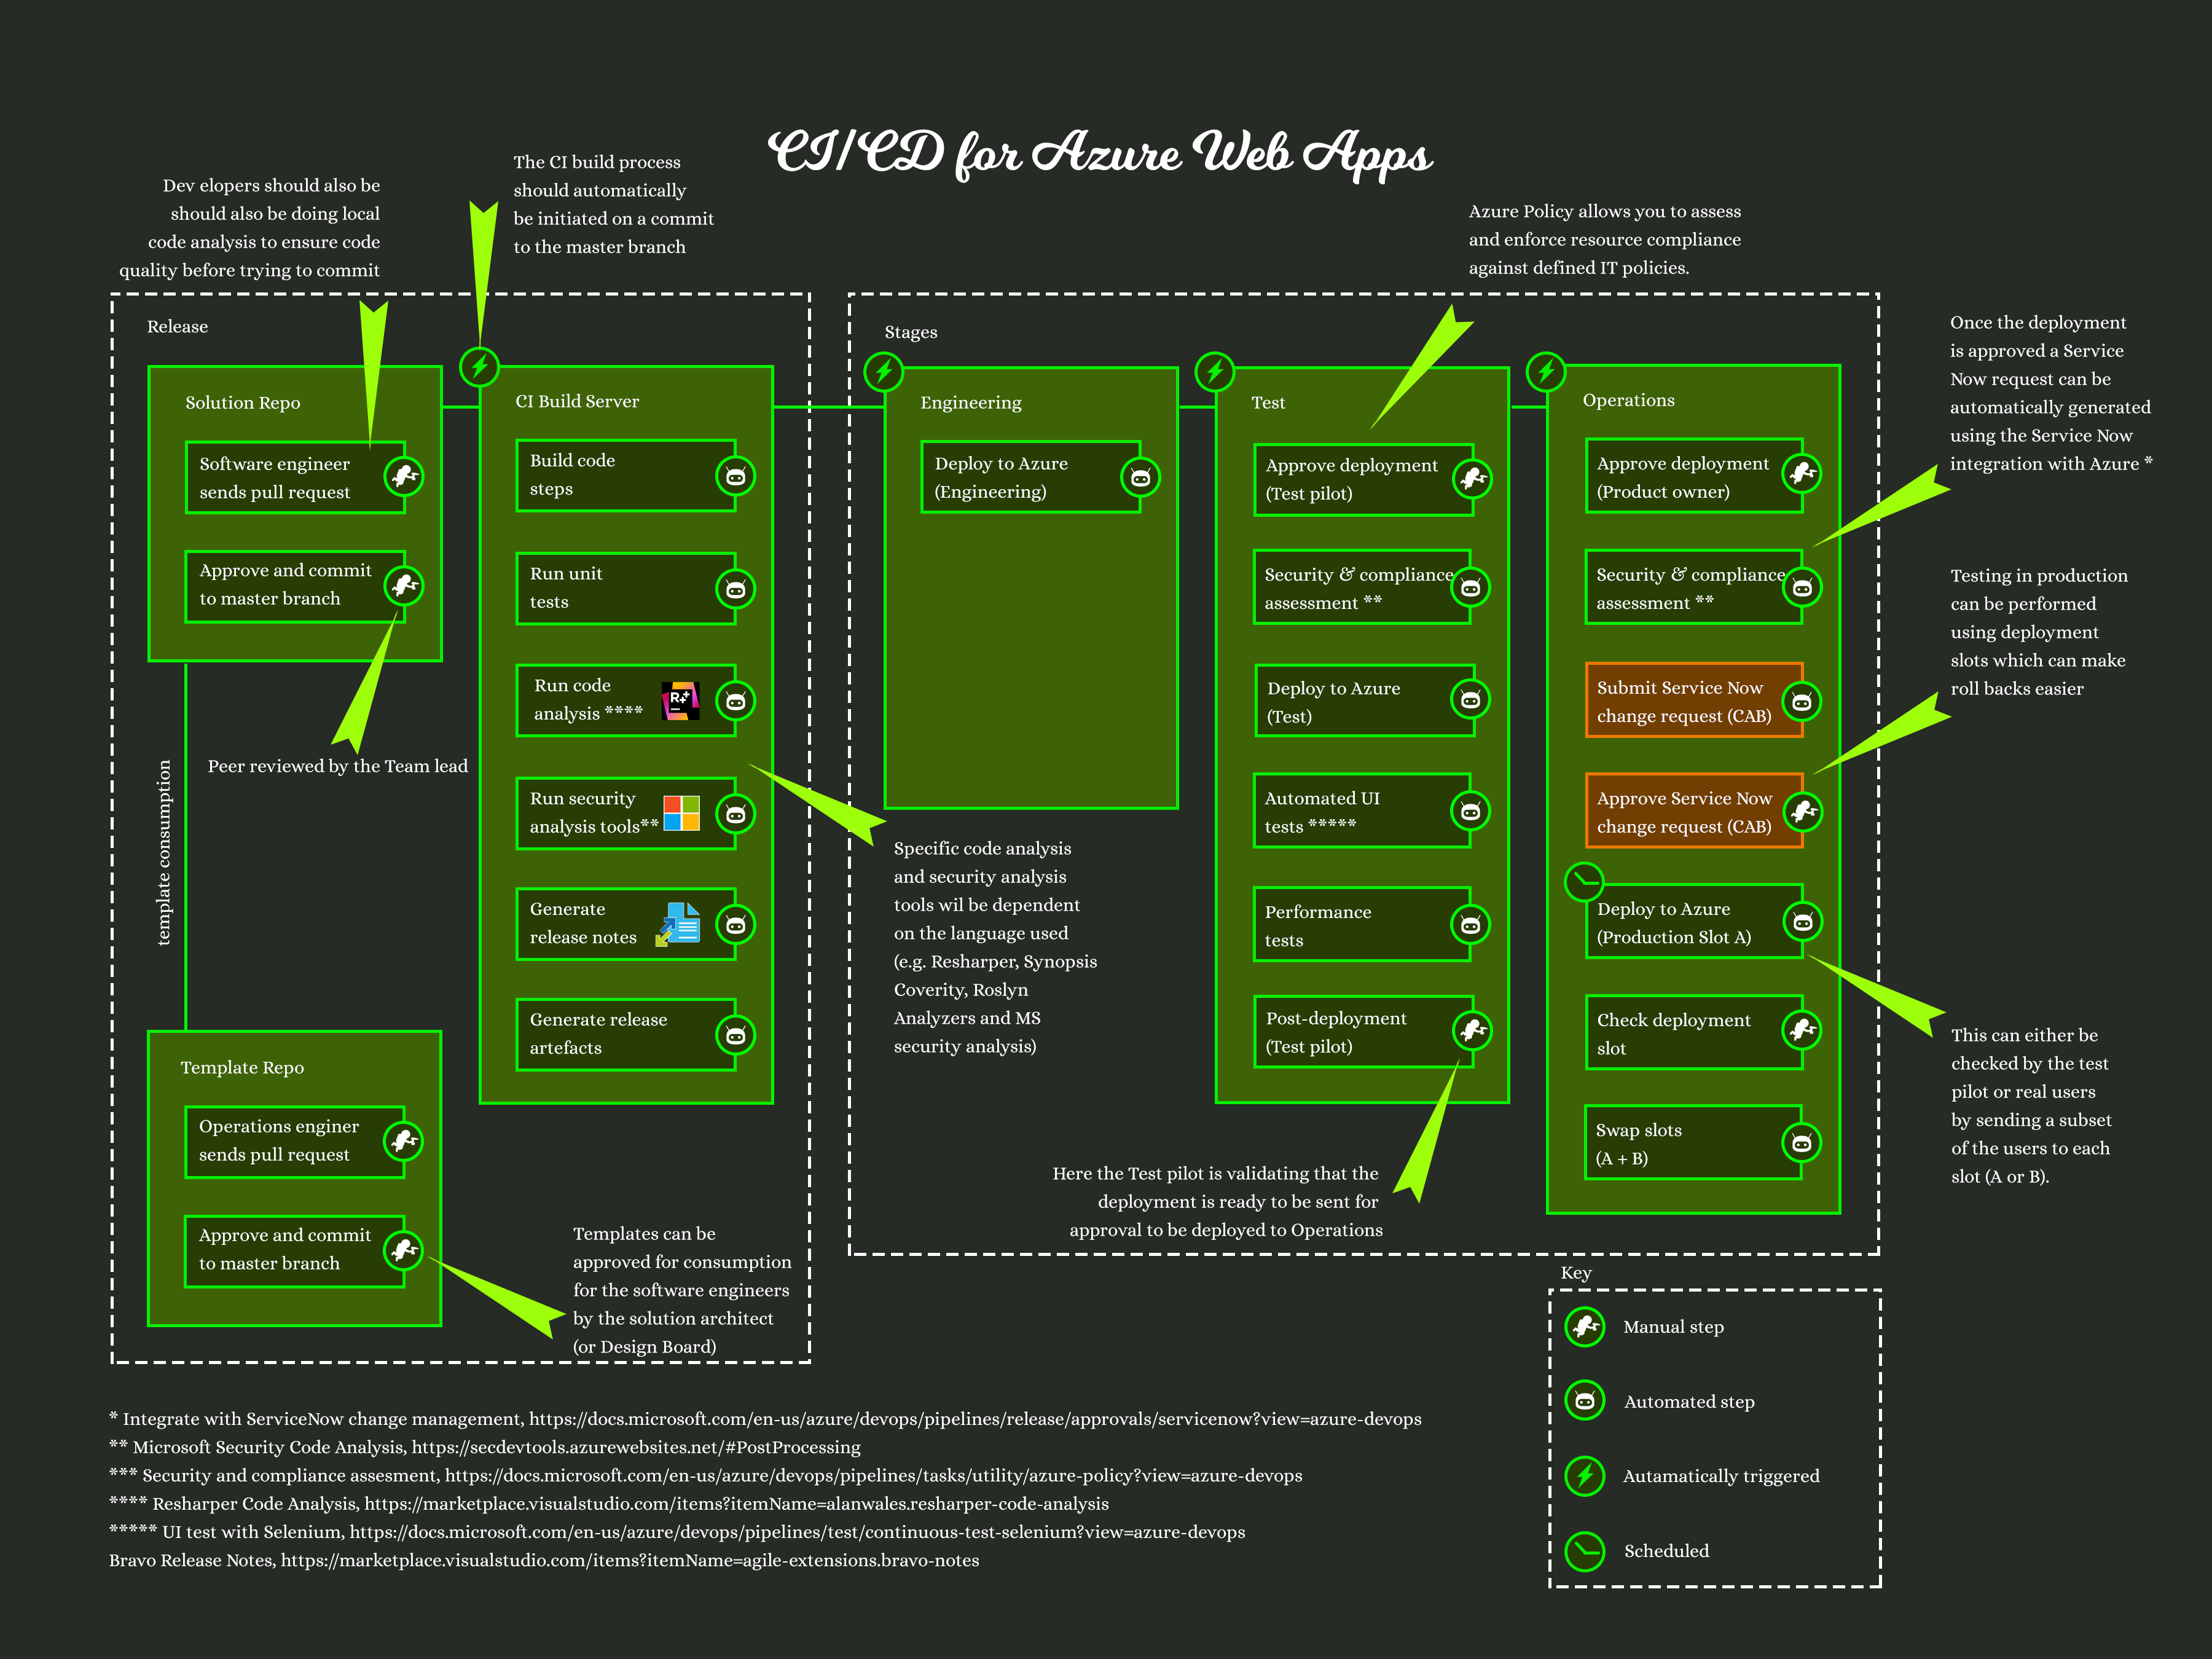 CI/CD for Azure Web Apps
Dev elopers should also be
should also be doing local
code analysis to ensure code
quality before trying to commit
The CI build process
should automatically
be initiated on a commit
to the master branch
Azure Policy allows you to assess
and enforce resource compliance
against defined IT policies.
Release
Solution Repo
Software engineer
sends pull request
Approve and commit
to master branch
Peer reviewed by the Team lead
template consumption
Template Repo
Operations enginer
sends pull request
Approve and commit
to master branch
Templates can be
approved for consumption
for the software engineers
by the solution architect
(or Design Board)
CI Build Server
Build code
steps
Run unit
tests
Run code
analysis ****
R#
Run security
analysis tools**
Generate
release notes
Generate release
artefacts
Specific code analysis
and security analysis
tools wil be dependent
on the language used
(e.g. Resharper, Synopsis
Coverity, Roslyn
Analyzers and MS
security analysis)
Stages
Engineering
Deploy to Azure
(Engineering)
Test
Approve deployment
(Test pilot)
Security & compliance
assessment **
Deploy to Azure
(Test)
Automated UI
tests *****
Performance
tests
Post-deployment
(Test pilot)
Here the Test pilot is validating that the
deployment is ready to be sent for
approval to be deployed to Operations
Operations
Approve deployment
(Product owner)
Security & compliance
assessment **
Submit Service Now
change request (CAB)
Approve Service Now
change request (CAB)
Deploy to Azure
(Production Slot A)
Check deployment
slot
Swap slots
(A + B)
Once the deployment
is approved a Service
Now request can be
automatically generated
using the Service Now
integration with Azure *
Testing in production
can be performed
using deployment
slots which can make
roll backs easier
This can either be
checked by the test
pilot or real users
by sending a subset
of the users to each
slot (A or B).
Key
Manual step
Automated step
Autamatically triggered
Scheduled
* Integrate with ServiceNow change management, https://docs.microsoft.com/en-us/azure/devops/pipelines/release/approvals/servicenow?view=azure-devops
** Microsoft Security Code Analysis, https://secdevtools.azurewebsites.net/#PostProcessing
*** Security and compliance assesment, https://docs.microsoft.com/en-us/azure/devops/pipelines/tasks/utility/azure-policy?view=azure-devops
**** Resharper Code Analysis, https://marketplace.visualstudio.com/items?itemName=alanwales.resharper-code-analysis
***** UI test with Selenium, https://docs.microsoft.com/en-us/azure/devops/pipelines/test/continuous-test-selenium?view=azure-devops
Bravo Release Notes, https://marketplace.visualstudio.com/items?itemName=agile-extensions.bravo-notes